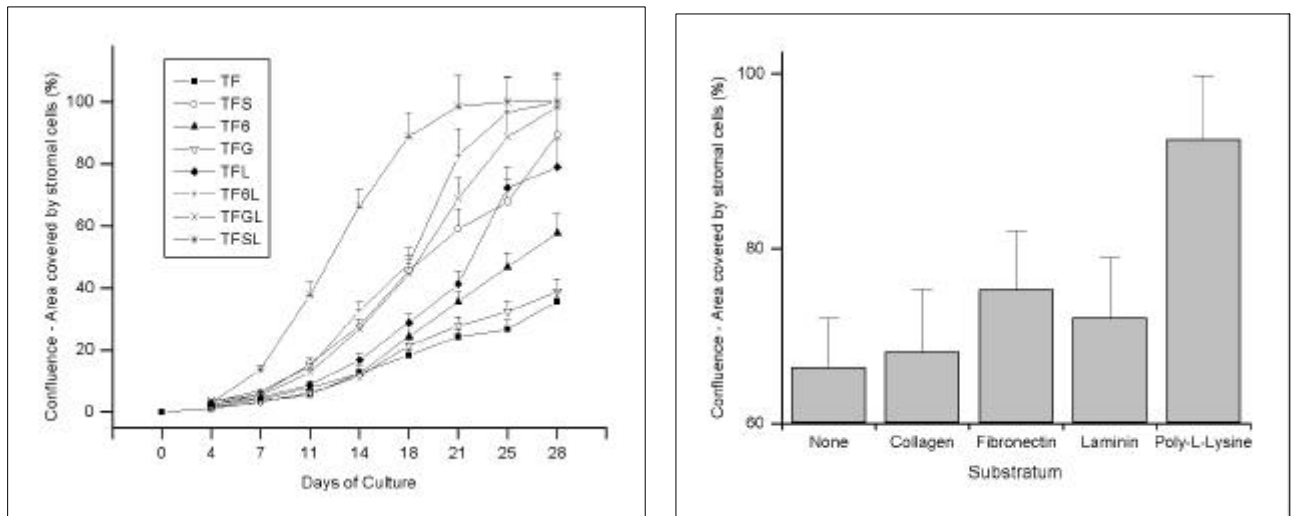 Confluence - Area covered by stromal cells (%)
100
80
60
40
20
0
TF
TFS
TF6
TFG
TFL
TF6L
TFGL
TFSL
0 4 7 11 14 18 21 25 28
Days of Culture
Confluence - Area covered by stromal cells (%)
100
80
60
None Collagen Fibronectin Laminin Poly-L-Lysine
Substratum